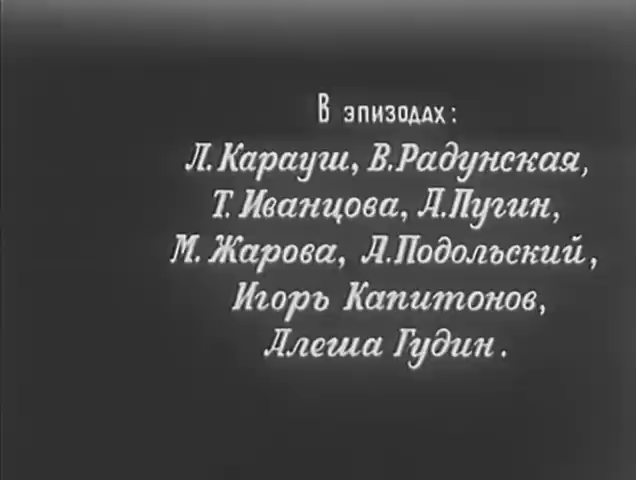 В эпизодах:
Л. Карауш, В. Радунская,
Т. Иванцова, А. Пугин,
М. Жарова, А. Подольский,
Игорь Капитонов,
Алеша Гудин.